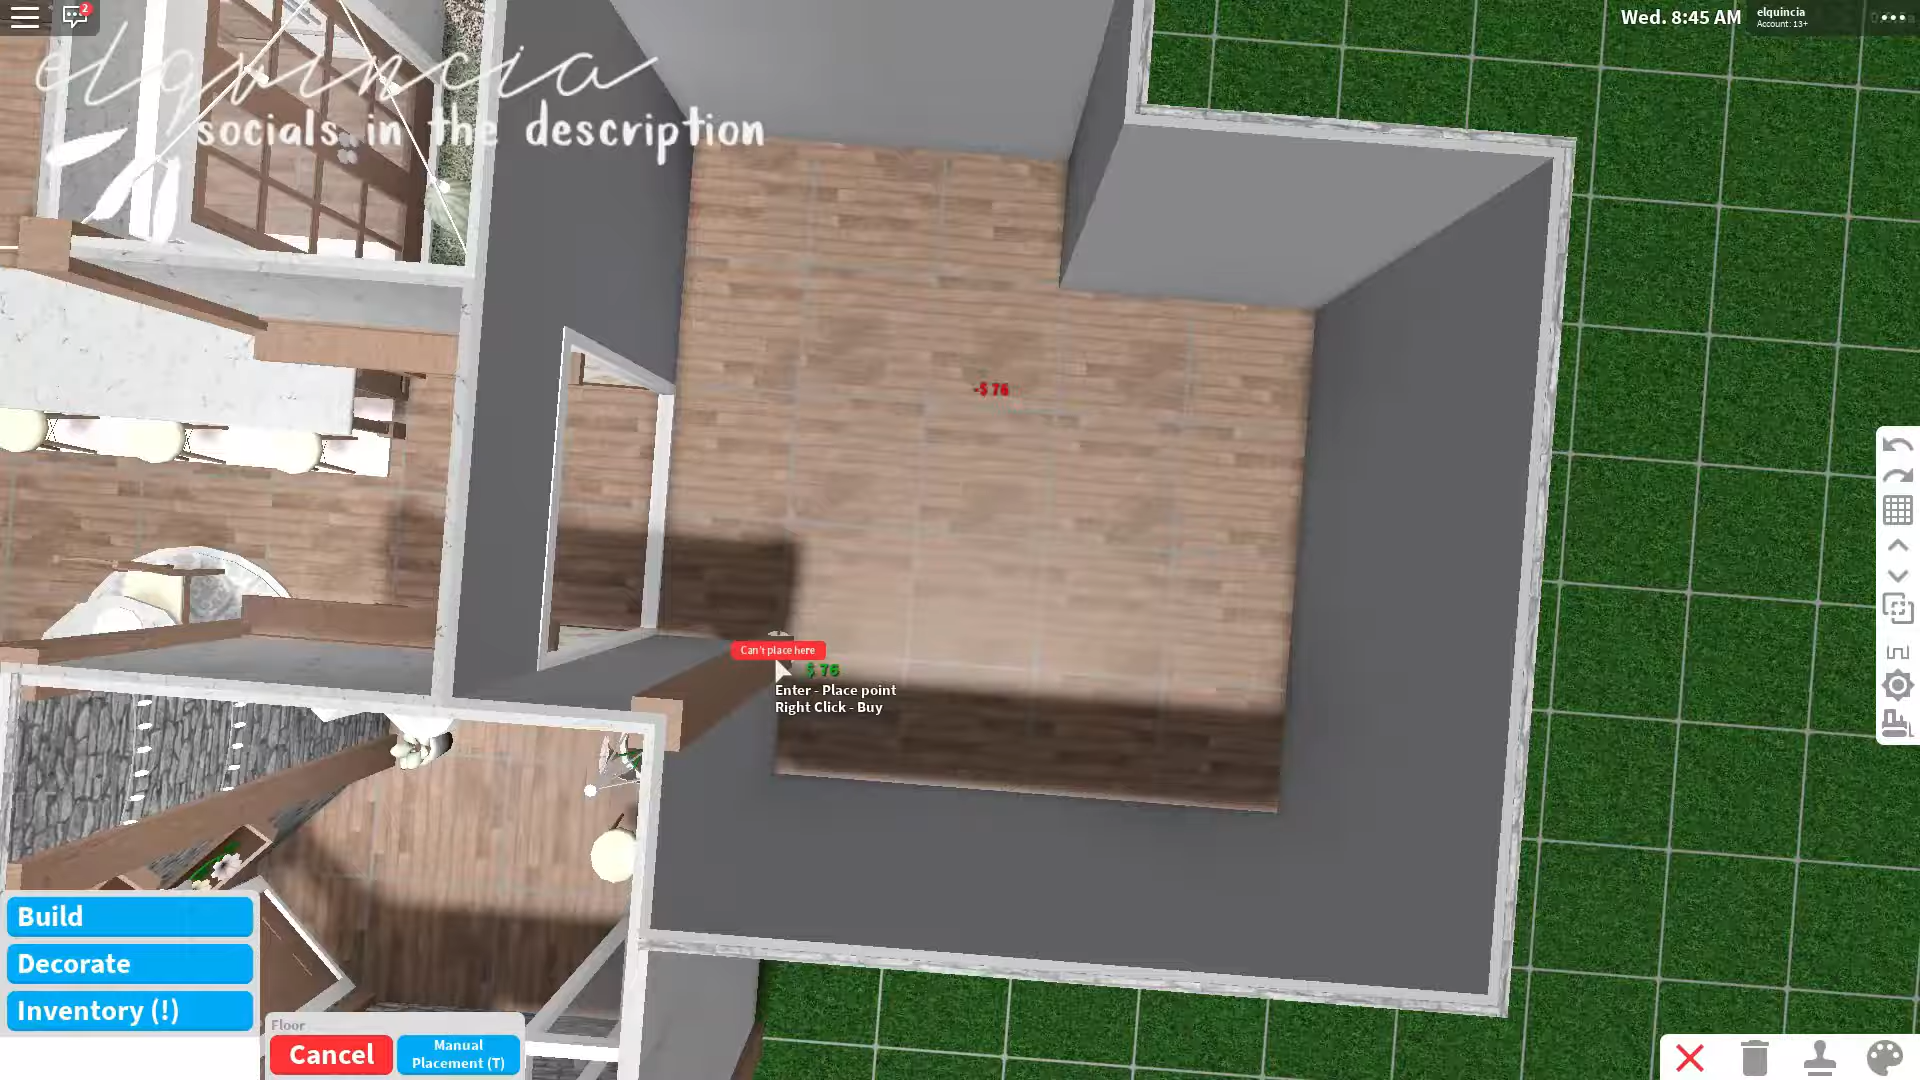 2
Wed. 8:45 AM
elquincia
Account: 13+
elquincia
socials in the description
-$ 76
Can't place here
$ 76
Enter - Place point
Right Click - Buy
Build
Decorate
Inventory (!)
Floor
Cancel
Manual
Placement (T)